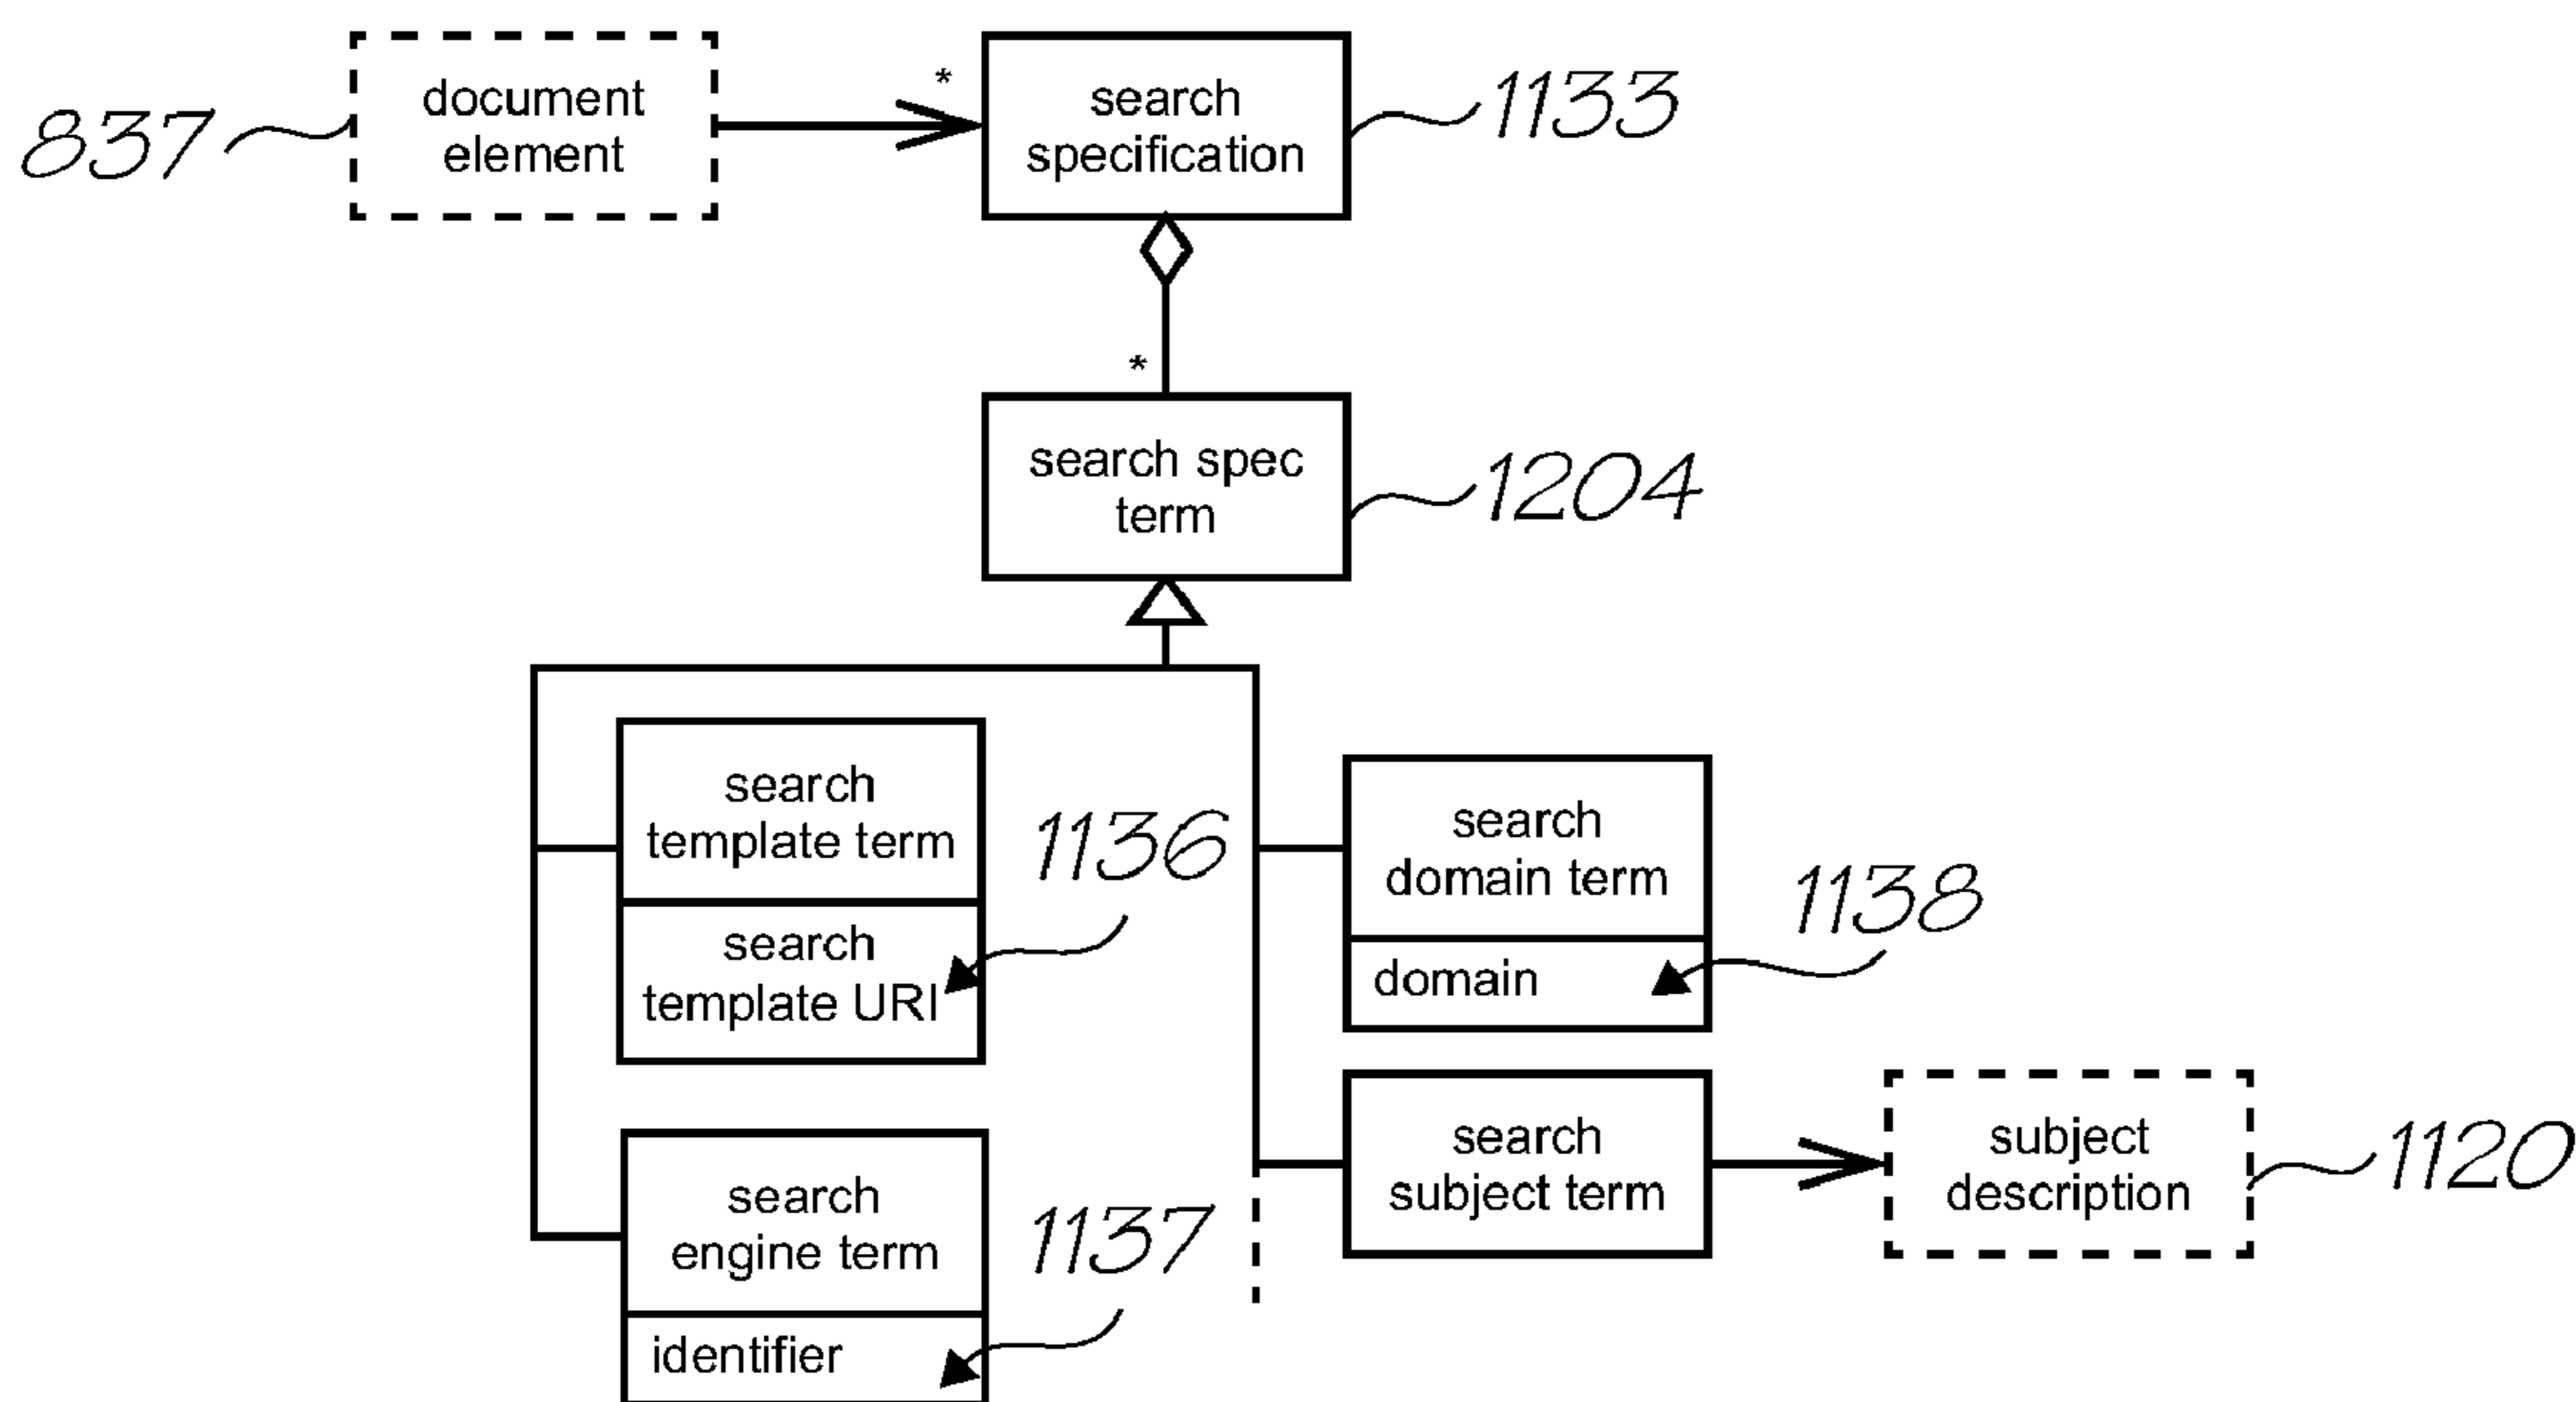 837
document
element
*
search
specification
1133
*
search spec
term
1204
search
template term
search
template URI
1136
search
engine term
identifier
1137
search
domain term
domain
1138
search
subject term
subject
description
1120